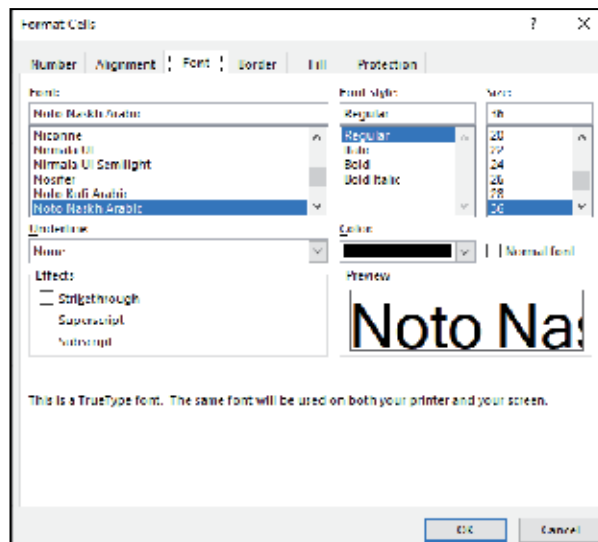 Format Cells ? ×
Number Alignment Font Border Fill Protection
Font: Font style: Size:
Noto Naskh Arabic Regular 36
Niconne Regular 20
Nirmala UI Italic 22
Nirmala UI Semilight Bold 24
Nosifer Bold Italic 26
Noto Kufi Arabic 28
Noto Naskh Arabic 36
Underline: Color:
None Normal font
Effects Preview
Strikethrough
Superscript
Subscript
Noto Nas
This is a TrueType font. The same font will be used on both your printer and your screen.
OK Cancel